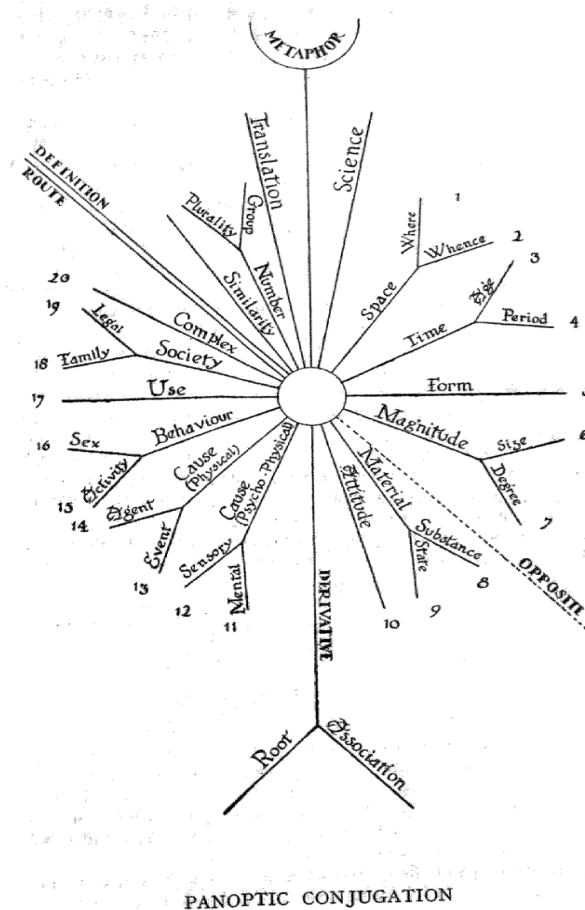 METAPHOR
Translation
Science
DEFINITION
ROUTE
Plurality
Group
Number
Similarity
Where
1
Whence
2
Space
3
Age
Time
Period
4
20
Complex
19
Legal
Society
18
Family
17
Use
Form
5
Magnitude
Size
6
Degree
7
16
Sex
Behaviour
15
Activity
Cause
(Physical)
14
Agent
Event
13
Cause
(Psycho-Physical)
Sensory
12
Mental
11
Attitude
10
Material
Substance
8
State
9
OPPOSITE
DERIVATIVE
Root
Association
PANOPTIC CONJUGATION